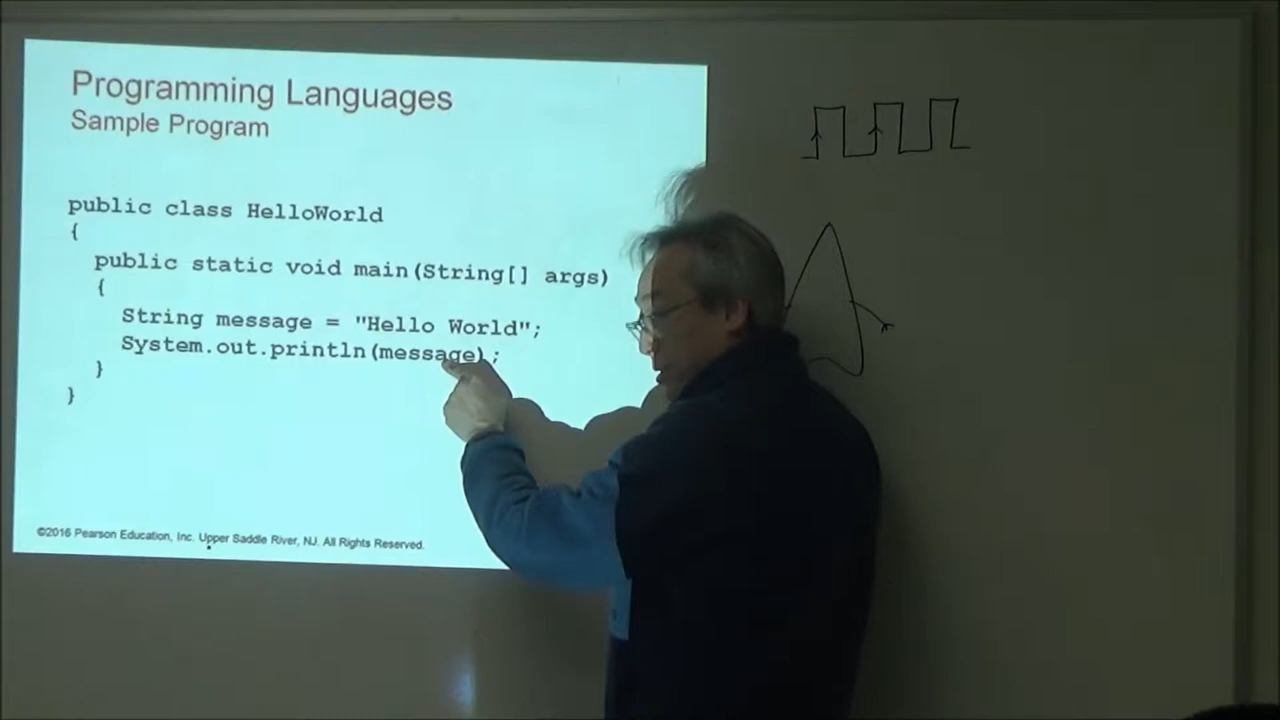 Programming Languages
Sample Program
public class HelloWorld
{
public static void main(String[] args)
{
String message = "Hello World";
System.out.println(message);
}
}
©2016 Pearson Education, Inc. Upper Saddle River, NJ. All Rights Reserved.